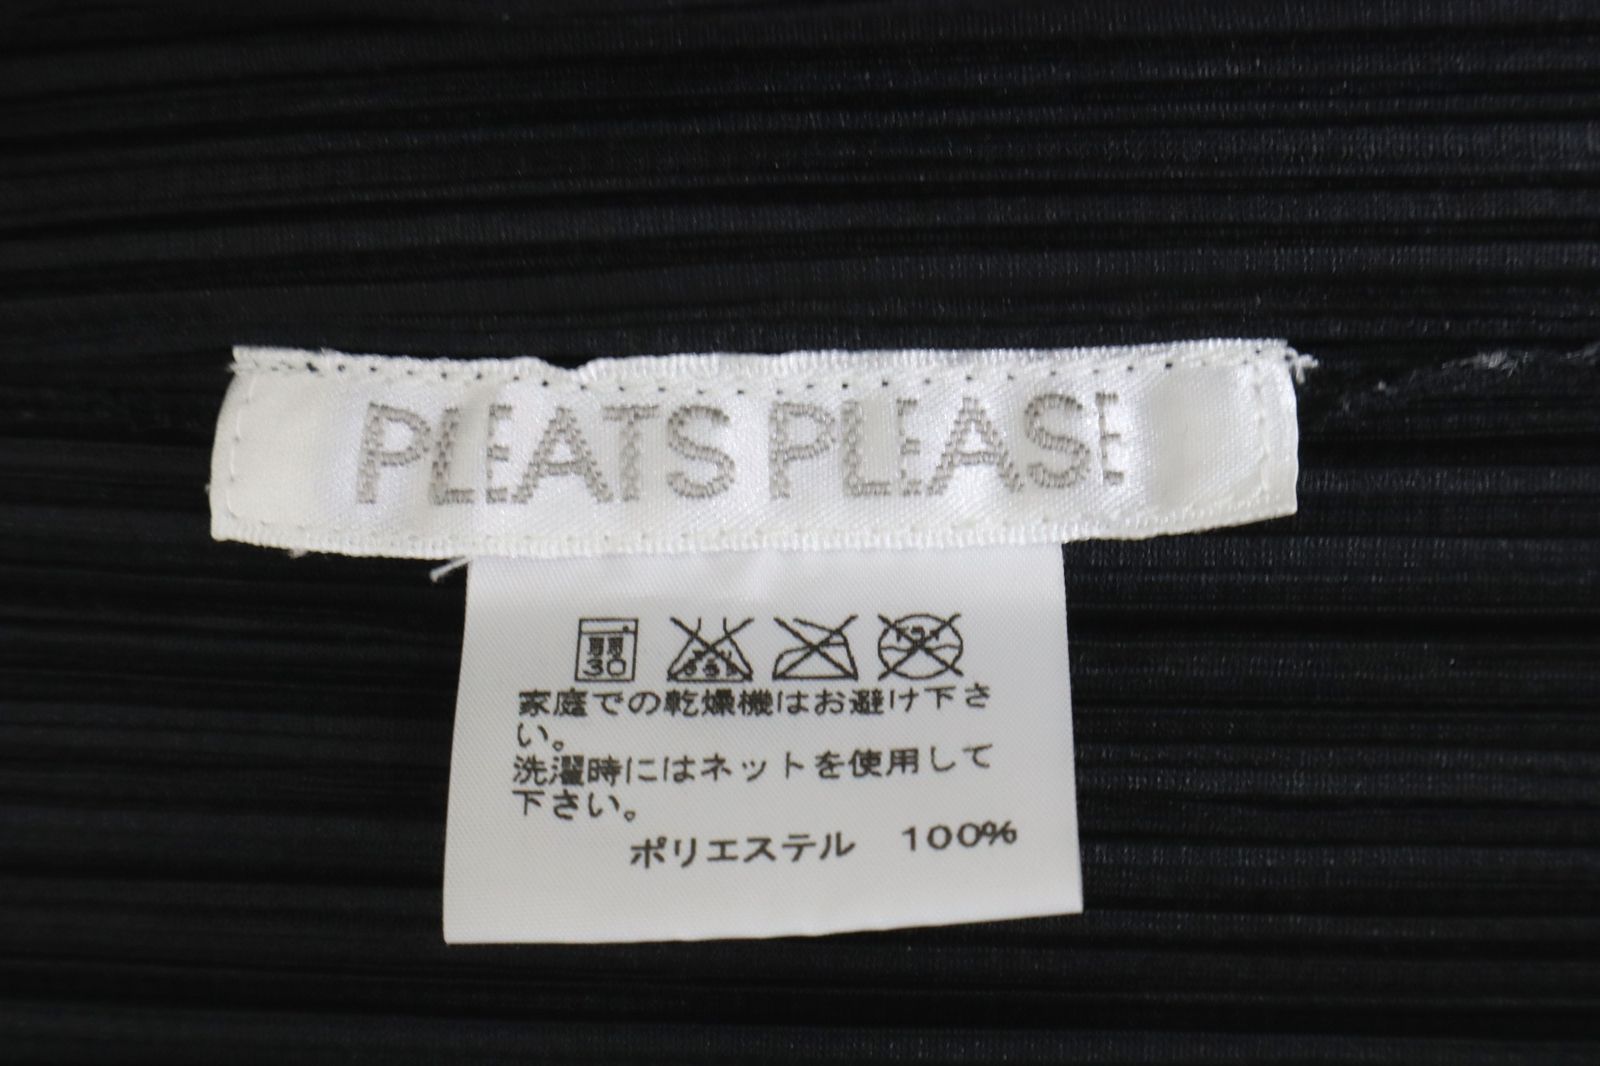 PLEATS PLEASE
30
家庭での乾燥機はお避け下さ
い。
洗濯時にはネットを使用して
下さい。
ポリエステル 100%